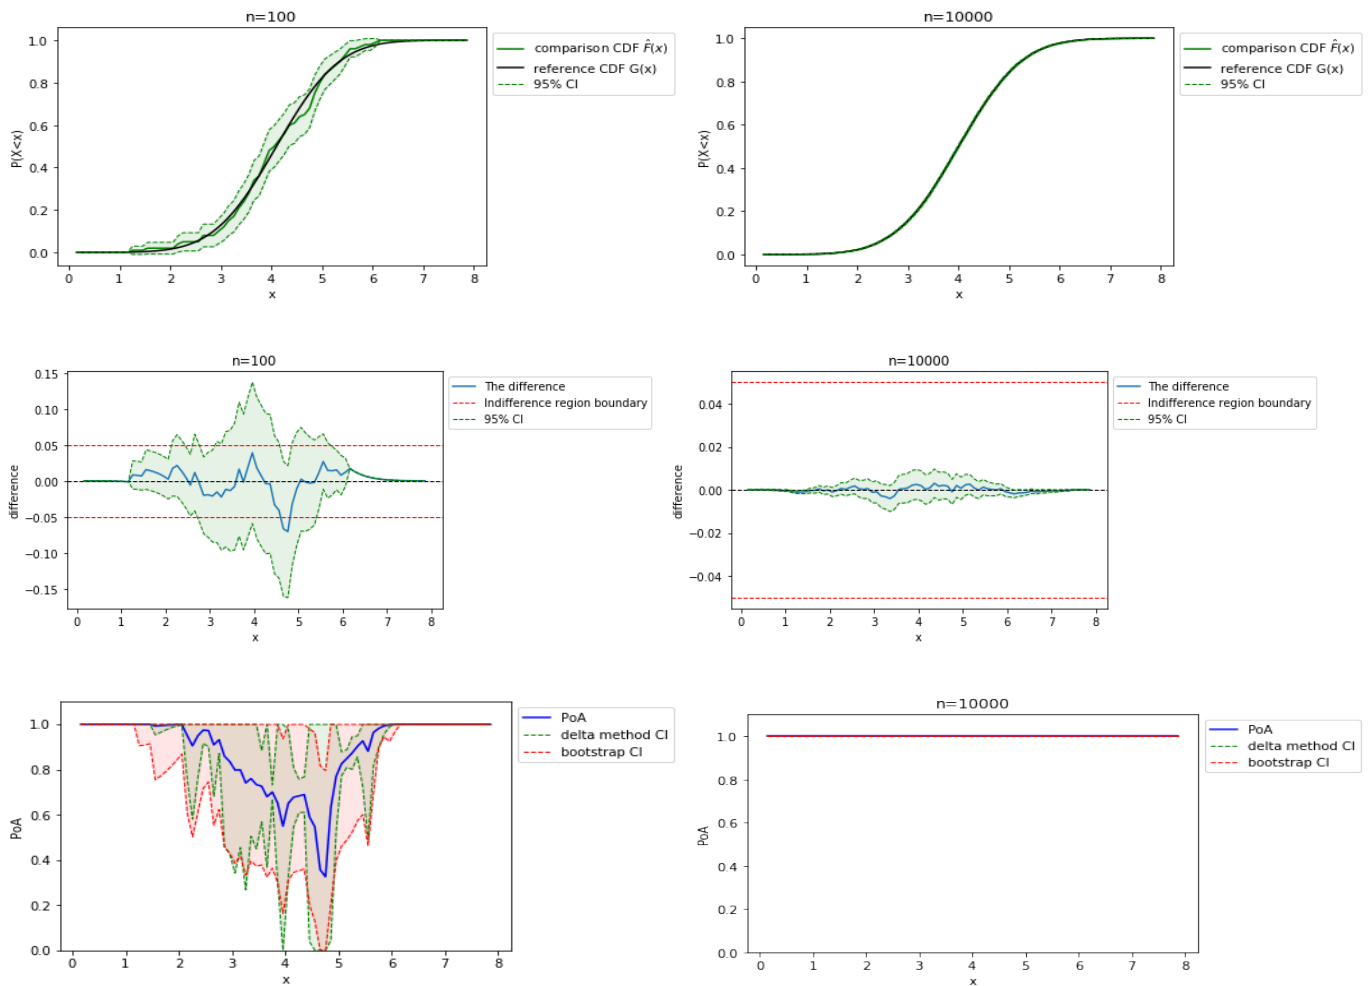 n=100
1.0
0.8
0.6
0.4
0.2
0.0
P(X<x)
0 1 2 3 4 5 6 7 8
x
comparison CDF F̂(x)
reference CDF G(x)
95% CI
n=10000
1.0
0.8
0.6
0.4
0.2
0.0
P(X<x)
0 1 2 3 4 5 6 7 8
x
comparison CDF F̂(x)
reference CDF G(x)
95% CI
n=100
0.15
0.10
0.05
0.00
−0.05
−0.10
−0.15
difference
0 1 2 3 4 5 6 7 8
x
The difference
Indifference region boundary
95% CI
n=10000
0.04
0.02
0.00
−0.02
−0.04
difference
0 1 2 3 4 5 6 7 8
x
The difference
Indifference region boundary
95% CI
1.0
0.8
0.6
0.4
0.2
0.0
PoA
0 1 2 3 4 5 6 7 8
x
PoA
delta method CI
bootstrap CI
n=10000
1.0
0.8
0.6
0.4
0.2
0.0
PoA
0 1 2 3 4 5 6 7 8
x
PoA
delta method CI
bootstrap CI